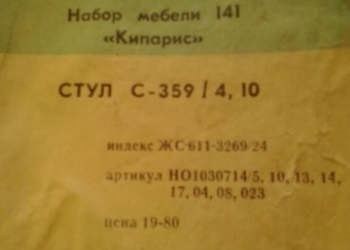 Набор мебели 141
«Кипарис»
СТУЛ С-359 / 4, 10
индекс ЖС-611-3269/24
артикул НО1030714/5, 10, 13, 14,
17, 04, 08, 023
цена 19-80